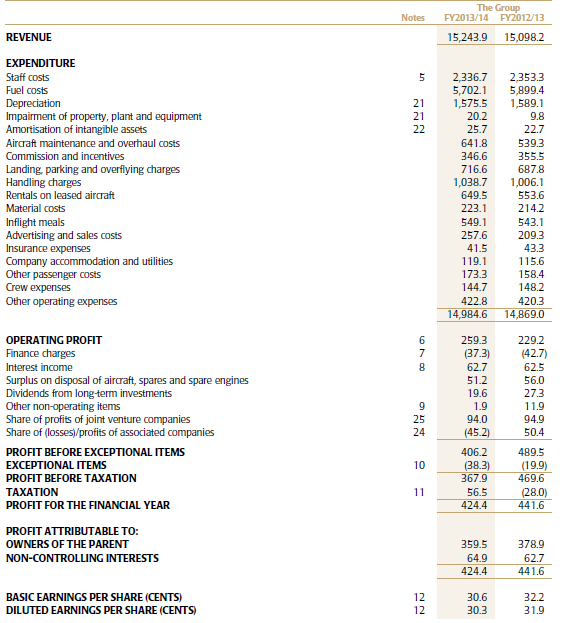 The Group
Notes FY2013/14 FY2012/13
REVENUE 15,243.9 15,098.2
EXPENDITURE
Staff costs 5 2,336.7 2,353.3
Fuel costs 5,702.1 5,899.4
Depreciation 21 1,575.5 1,589.1
Impairment of property, plant and equipment 21 20.2 9.8
Amortisation of intangible assets 22 25.7 22.7
Aircraft maintenance and overhaul costs 641.8 539.3
Commission and incentives 346.6 355.5
Landing, parking and overflying charges 716.6 687.8
Handling charges 1,038.7 1,006.1
Rentals on leased aircraft 649.5 553.6
Material costs 223.1 214.2
Inflight meals 549.1 543.1
Advertising and sales costs 257.6 209.3
Insurance expenses 41.5 43.3
Company accommodation and utilities 119.1 115.6
Other passenger costs 173.3 158.4
Crew expenses 144.7 148.2
Other operating expenses 422.8 420.3
14,984.6 14,869.0
OPERATING PROFIT 6 259.3 229.2
Finance charges 7 (37.3) (42.7)
Interest income 8 62.7 62.5
Surplus on disposal of aircraft, spares and spare engines 51.2 56.0
Dividends from long-term investments 19.6 27.3
Other non-operating items 9 1.9 11.9
Share of profits of joint venture companies 25 94.0 94.9
Share of (losses)/profits of associated companies 24 (45.2) 50.4
PROFIT BEFORE EXCEPTIONAL ITEMS 406.2 489.5
EXCEPTIONAL ITEMS 10 (38.3) (19.9)
PROFIT BEFORE TAXATION 367.9 469.6
TAXATION 11 56.5 (28.0)
PROFIT FOR THE FINANCIAL YEAR 424.4 441.6
PROFIT ATTRIBUTABLE TO:
OWNERS OF THE PARENT 359.5 378.9
NON-CONTROLLING INTERESTS 64.9 62.7
424.4 441.6
BASIC EARNINGS PER SHARE (CENTS) 12 30.6 32.2
DILUTED EARNINGS PER SHARE (CENTS) 12 30.3 31.9